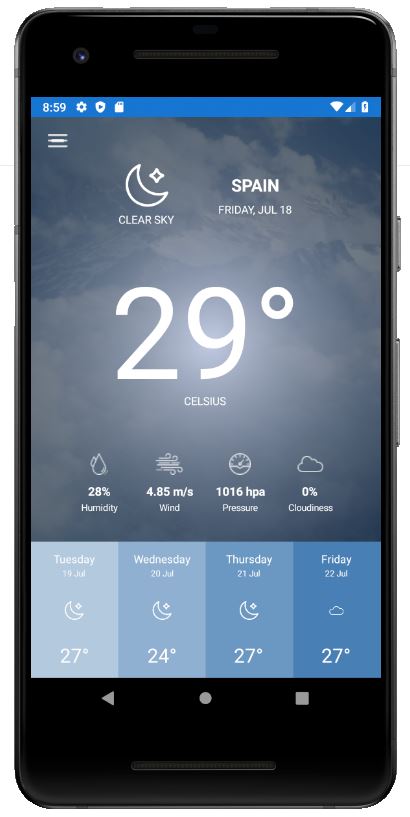 8:59
SPAIN
CLEAR SKY
FRIDAY, JUL 18
29°
CELSIUS
28% 4.85 m/s 1016 hpa 0%
Humidity Wind Pressure Cloudiness
Tuesday Wednesday Thursday Friday
19 Jul 20 Jul 21 Jul 22 Jul
27° 24° 27° 27°